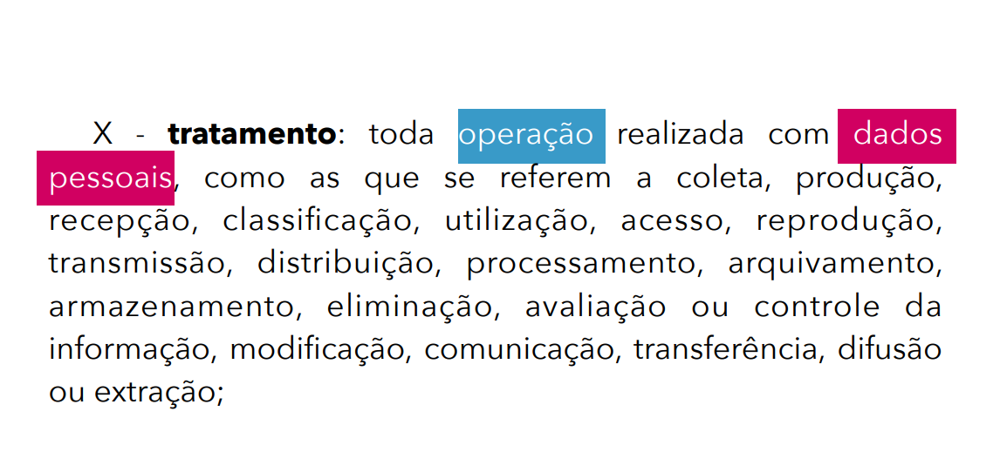 X - tratamento: toda operação realizada com dados
pessoais, como as que se referem a coleta, produção,
recepção, classificação, utilização, acesso, reprodução,
transmissão, distribuição, processamento, arquivamento,
armazenamento, eliminação, avaliação ou controle da
informação, modificação, comunicação, transferência, difusão
ou extração;